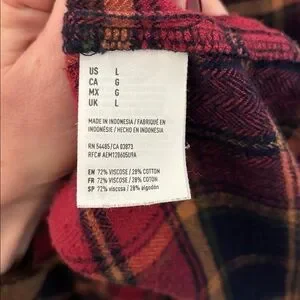 US L
CA G
MX G
UK L
MADE IN INDONESIA / FABRIQUÉ EN
INDONÉSIE / HECHO EN INDONESIA
RN 54485/CA 03873
RFC# AEM1206050J9A
EN 72% VISCOSE / 28% COTTON
FR 72% VISCOSE / 28% COTON
SP 72% viscosa / 28% algodón